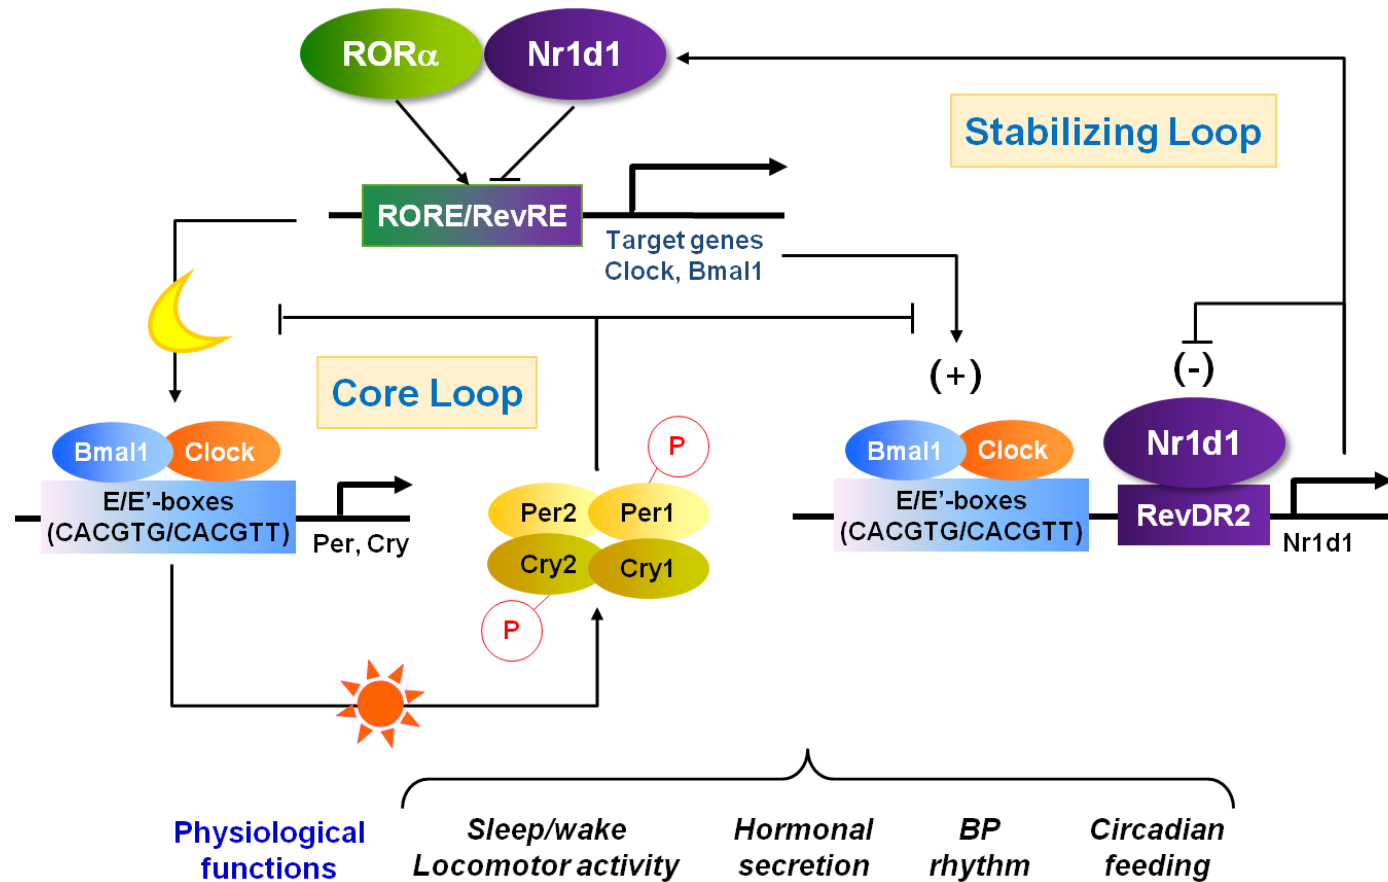 RORα
Nr1d1
Stabilizing Loop
RORE/RevRE
Target genes
Clock, Bmal1
Core Loop
(+)
(-)
Bmal1
Clock
E/E'-boxes
(CACGTG/CACGTT)
Per, Cry
P
Per2
Per1
Cry2
Cry1
P
Bmal1
Clock
E/E'-boxes
(CACGTG/CACGTT)
Nr1d1
RevDR2
Nr1d1
Physiological
functions
Sleep/wake
Locomotor activity
Hormonal
secretion
BP
rhythm
Circadian
feeding